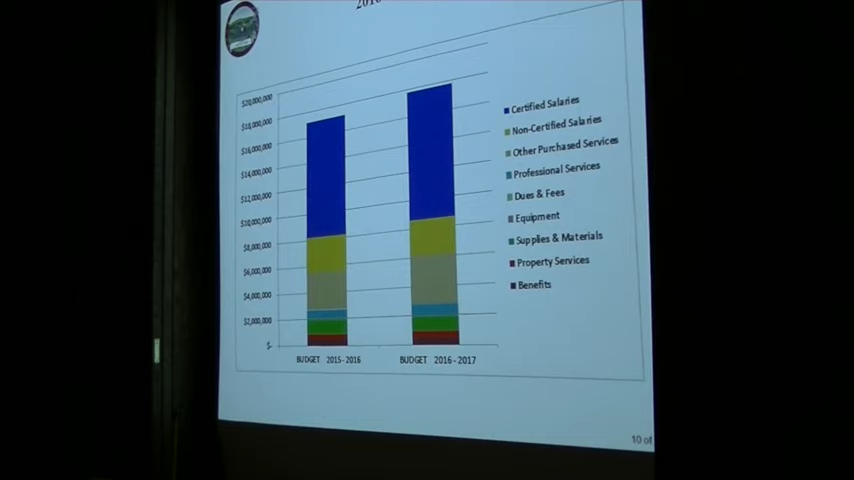 $20,000,000
$18,000,000
$16,000,000
$14,000,000
$12,000,000
$10,000,000
$8,000,000
$6,000,000
$4,000,000
$2,000,000
$-
BUDGET 2015-2016
BUDGET 2016-2017
Certified Salaries
Non-Certified Salaries
Other Purchased Services
Professional Services
Dues & Fees
Equipment
Supplies & Materials
Property Services
Benefits
10 of